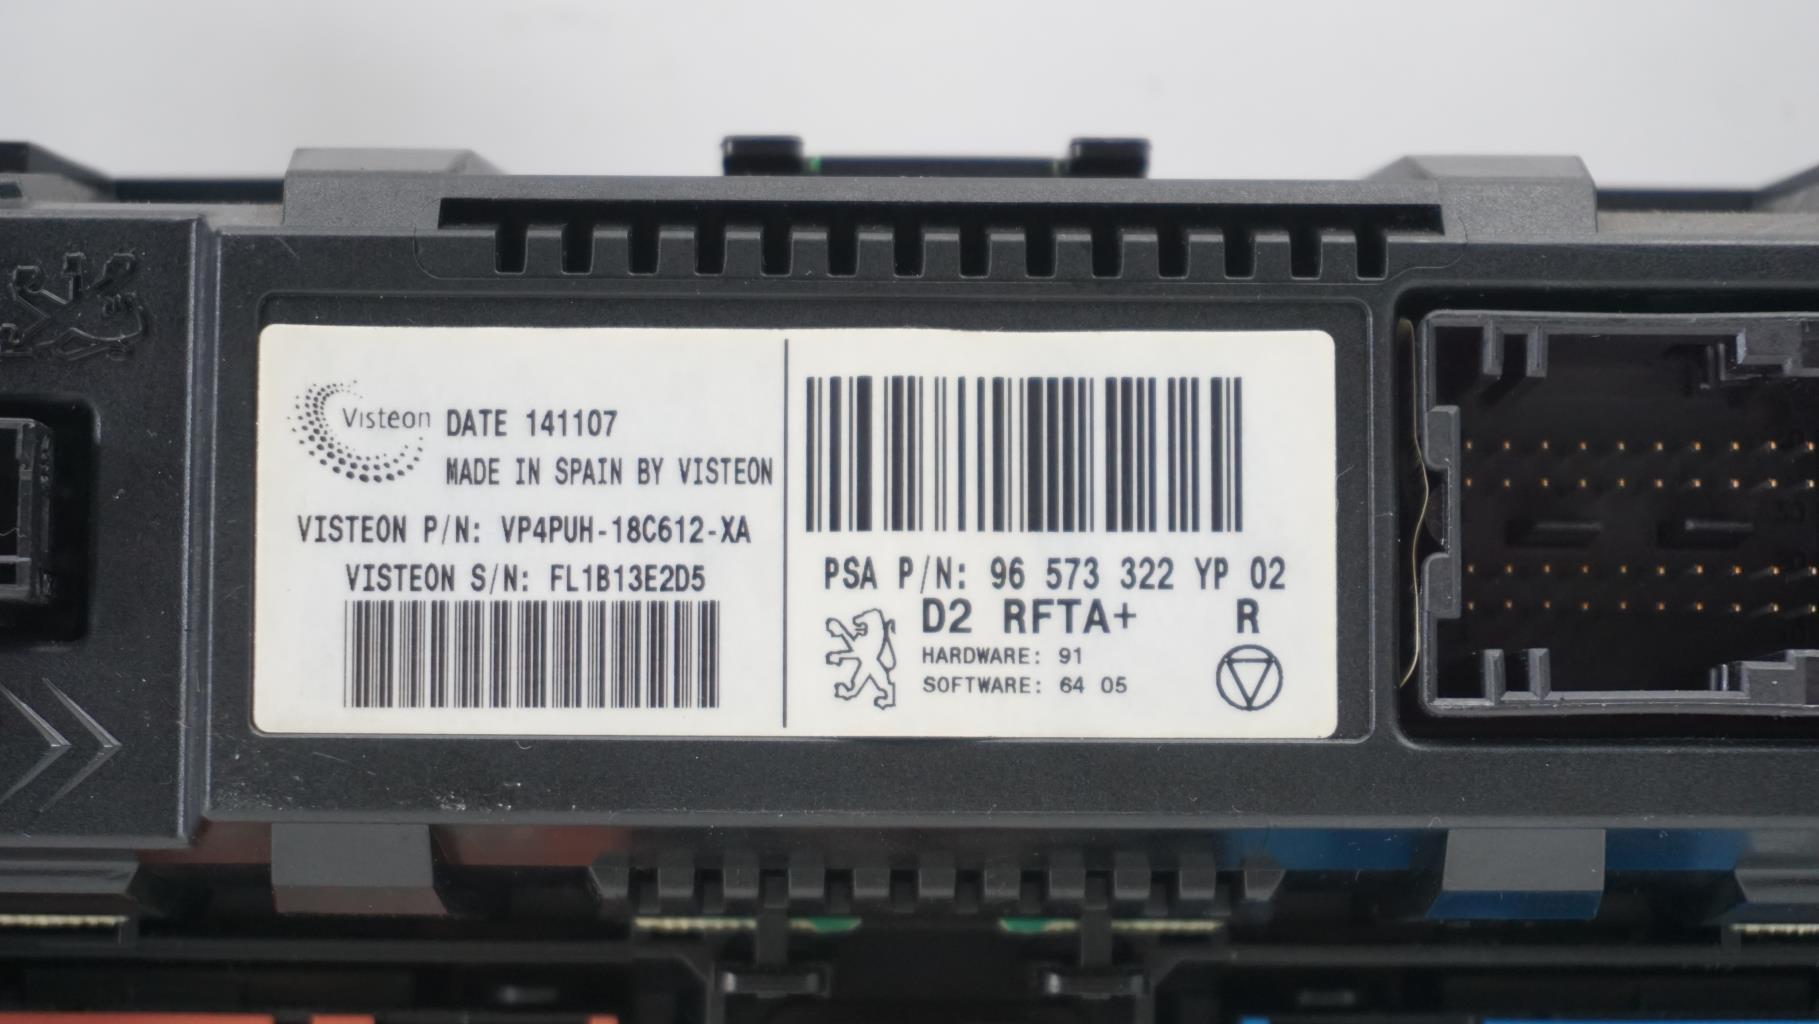 Visteon
DATE 141107
MADE IN SPAIN BY VISTEON
VISTEON P/N: VP4PUH-18C612-XA
VISTEON S/N: FL1B13E2D5
PSA P/N: 96 573 322 YP 02
D2 RFTA+ R
HARDWARE: 91
SOFTWARE: 64 05